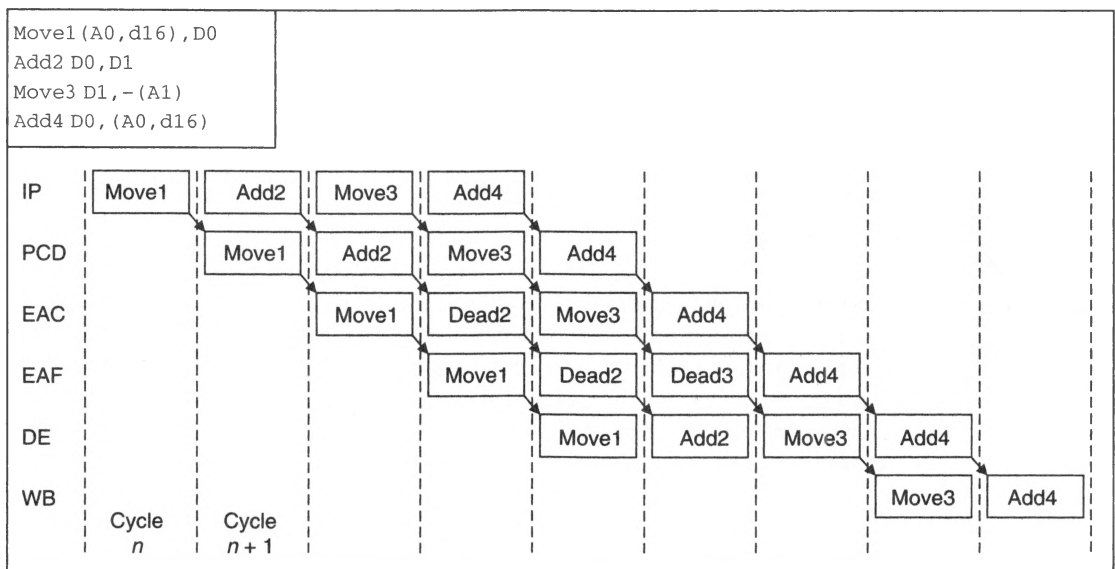 Move1(A0,d16),D0
Add2 D0,D1
Move3 D1,-(A1)
Add4 D0,(A0,d16)
IP Move1 Add2 Move3 Add4
PCD Move1 Add2 Move3 Add4
EAC Move1 Dead2 Move3 Add4
EAF Move1 Dead2 Dead3 Add4
DE Move1 Add2 Move3 Add4
WB Move3 Add4
Cycle Cycle
n n + 1